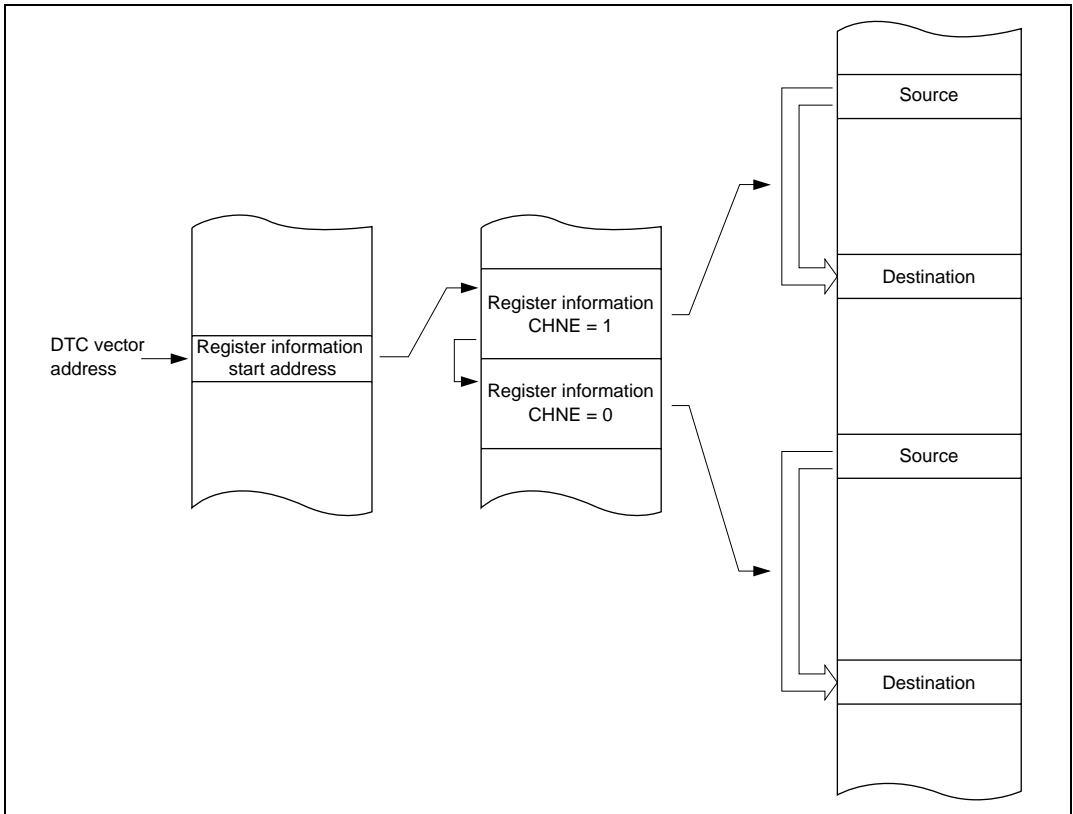 DTC vector
address
Register information
start address
Register information
CHNE = 1
Register information
CHNE = 0
Source
Destination
Source
Destination